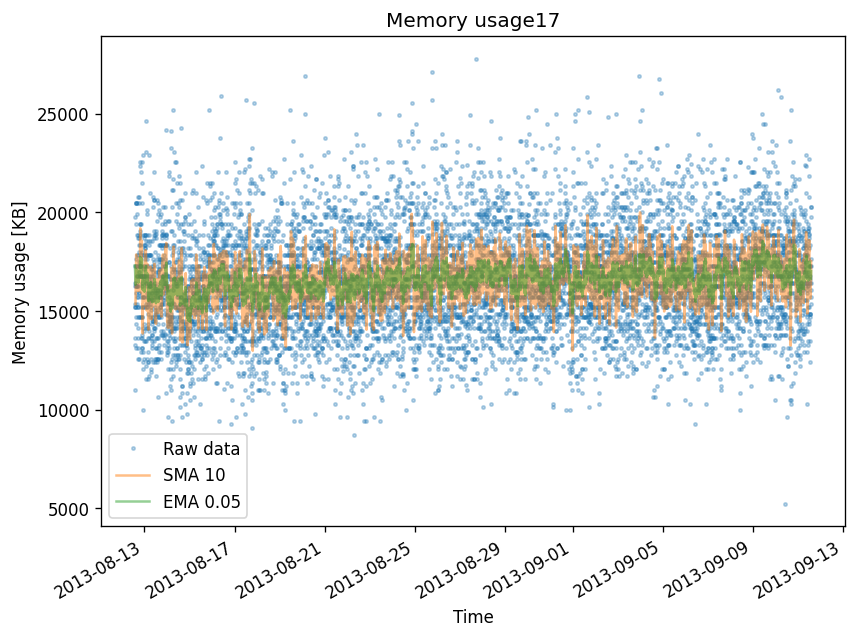 Memory usage17
Memory usage [KB]
25000
20000
15000
10000
5000
Raw data
SMA 10
EMA 0.05
2013-08-13
2013-08-17
2013-08-21
2013-08-25
2013-08-29
2013-09-01
2013-09-05
2013-09-09
2013-09-13
Time